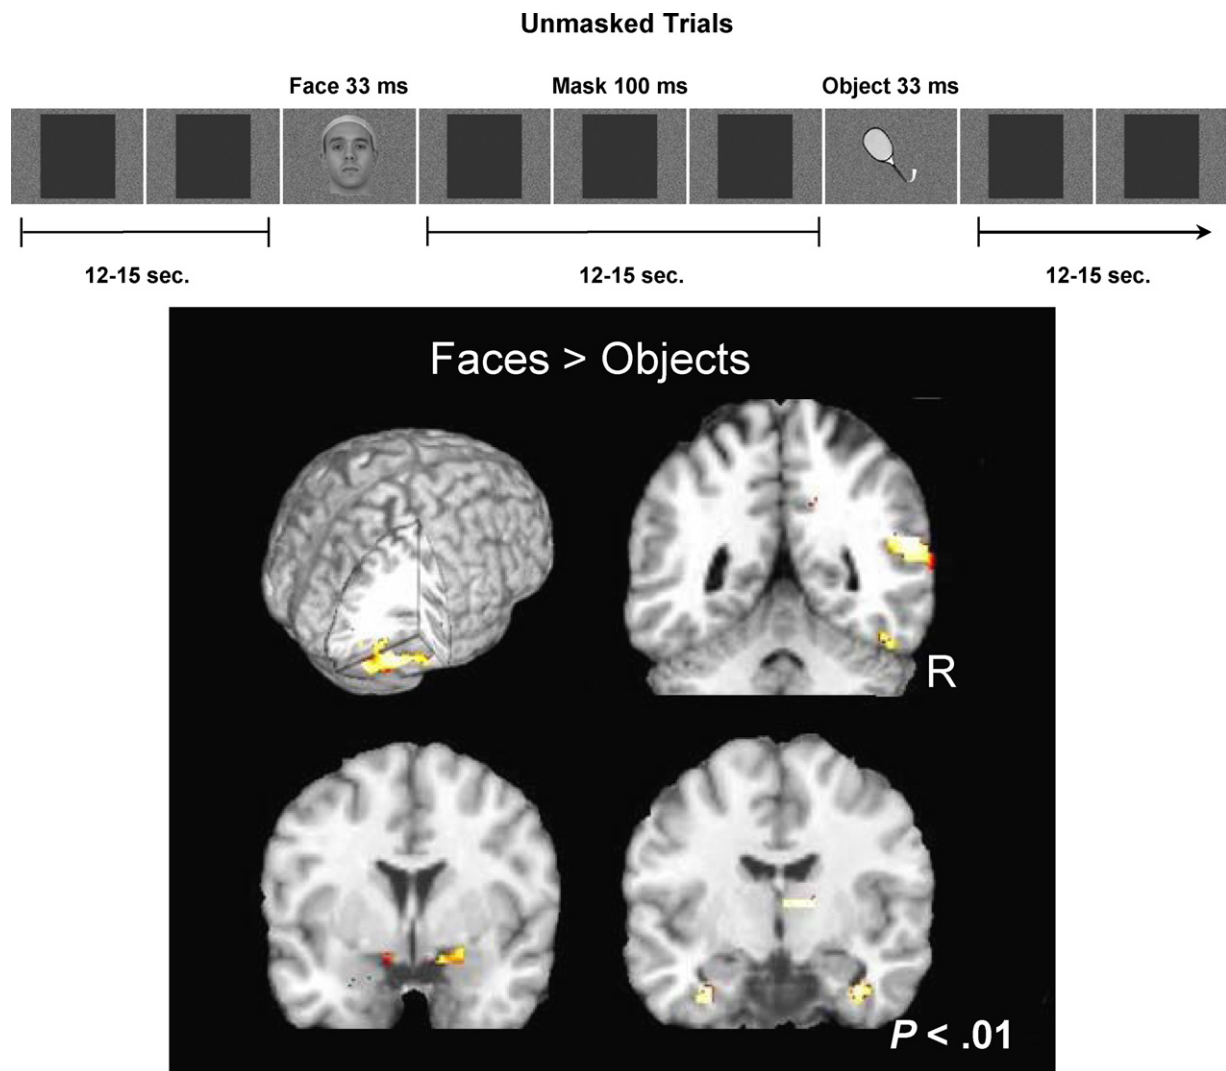 Unmasked Trials
Face 33 ms
Mask 100 ms
Object 33 ms
12-15 sec.
12-15 sec.
12-15 sec.
Faces > Objects
R
P < .01